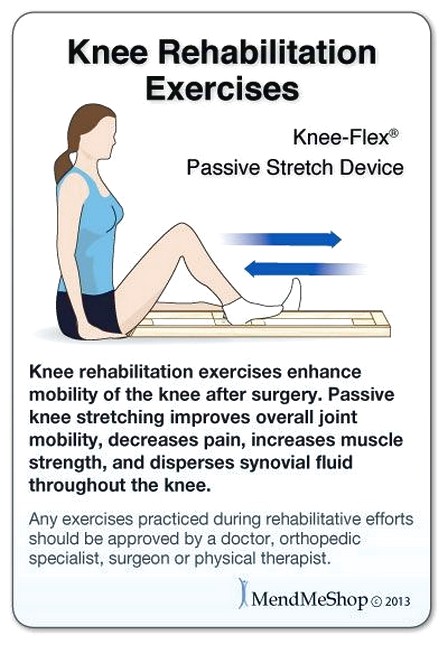 Knee Rehabilitation
Exercises
Knee-Flex®
Passive Stretch Device
Knee rehabilitation exercises enhance
mobility of the knee after surgery. Passive
knee stretching improves overall joint
mobility, decreases pain, increases muscle
strength, and disperses synovial fluid
throughout the knee.
Any exercises practiced during rehabilitative efforts
should be approved by a doctor, orthopedic
specialist, surgeon or physical therapist.
MendMeShop © 2013